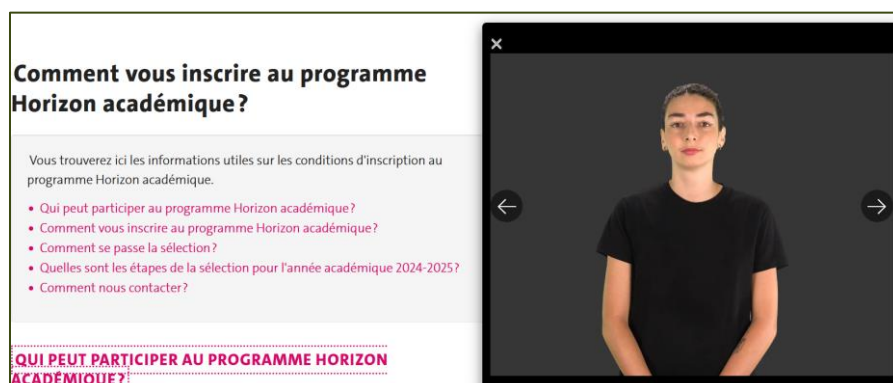 Comment vous inscrire au programme
Horizon académique?
Vous trouverez ici les informations utiles sur les conditions d'inscription au
programme Horizon académique.
• Qui peut participer au programme Horizon académique?
• Comment vous inscrire au programme Horizon académique?
• Comment se passe la sélection?
• Quelles sont les étapes de la sélection pour l'année académique 2024-2025?
• Comment nous contacter?
QUI PEUT PARTICIPER AU PROGRAMME HORIZON
ACADÉMIQUE?